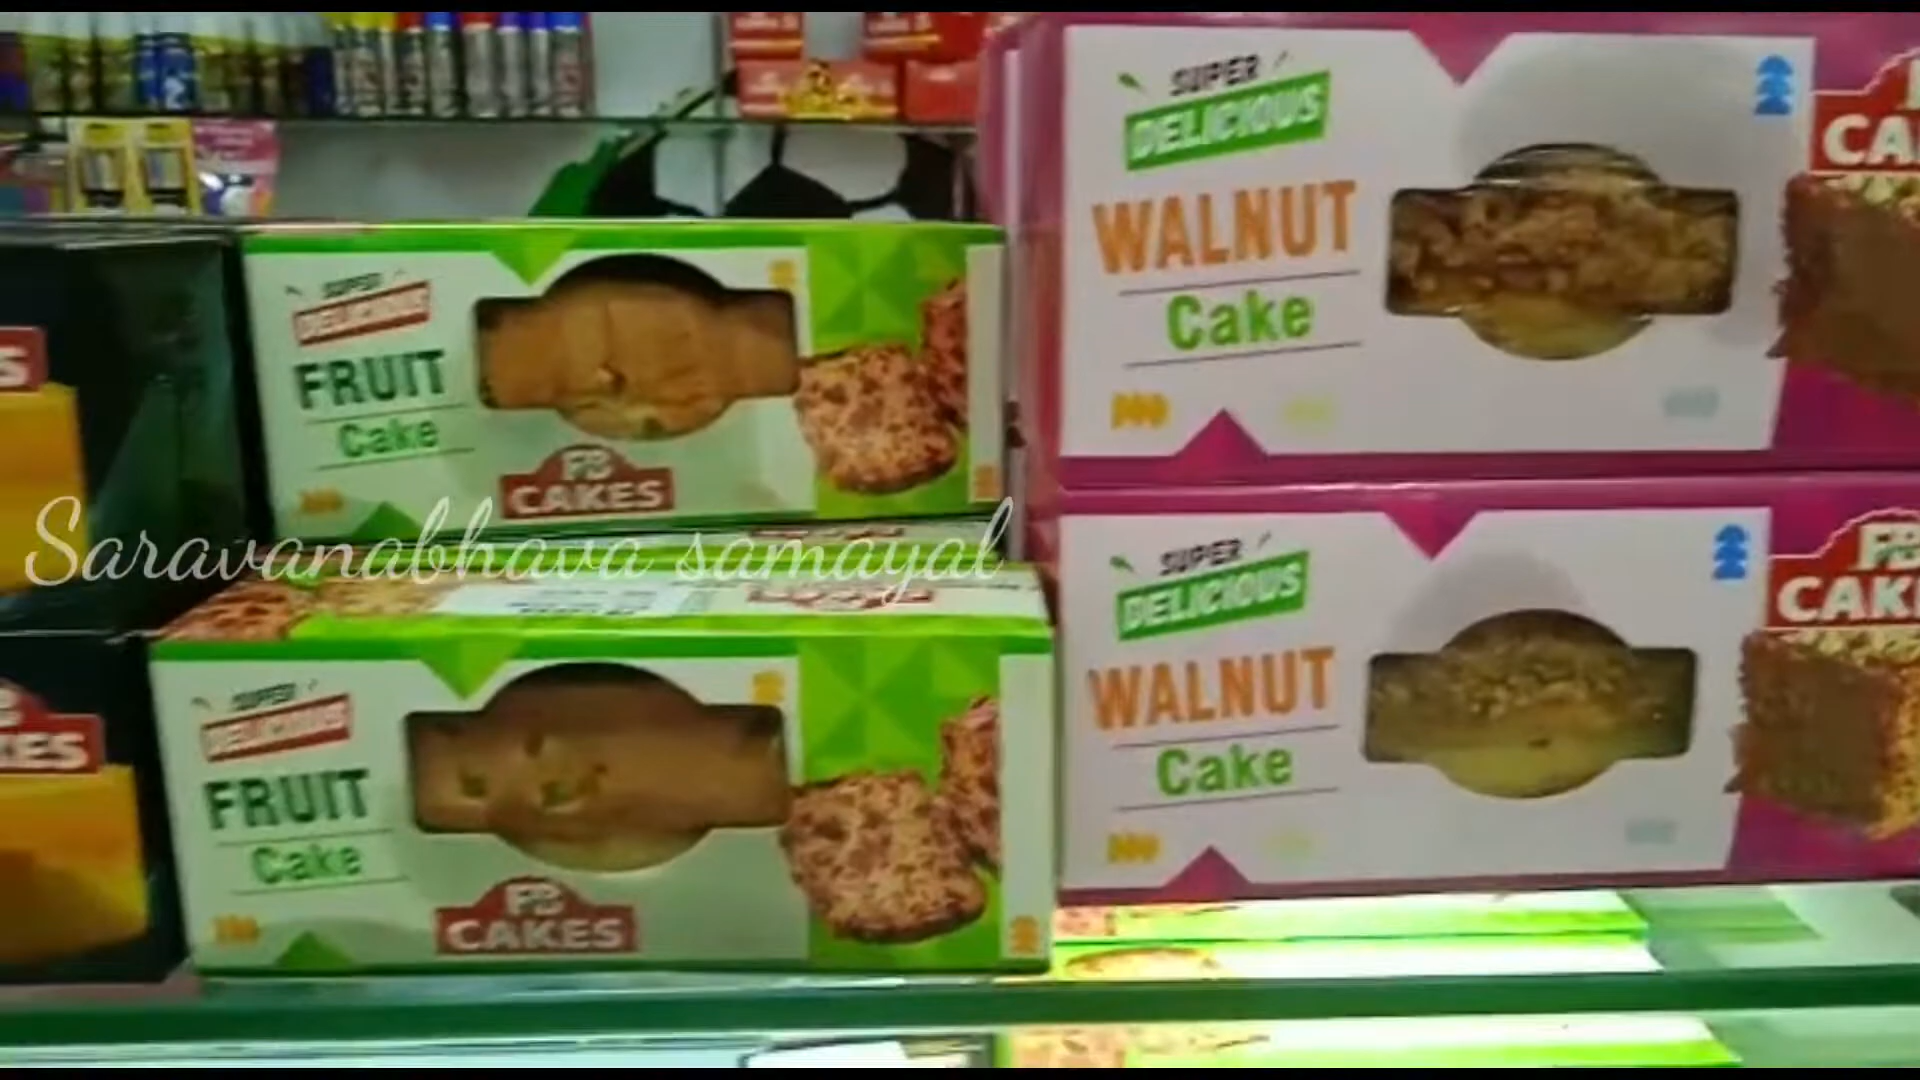 SUPER
DELICIOUS
FRUIT
Cake
FB
CAKES
SUPER
DELICIOUS
WALNUT
Cake
Saravanabhava samayal
SUPER
DELICIOUS
FRUIT
Cake
FB
CAKES
SUPER
DELICIOUS
WALNUT
Cake
FB